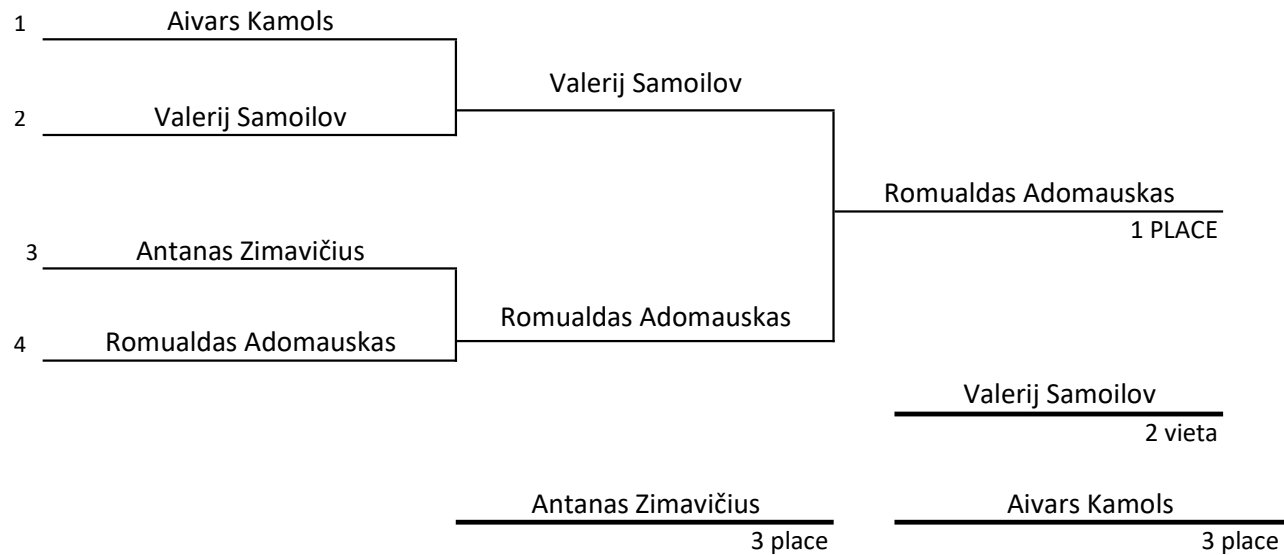 1 Aivars Kamols
Valerij Samoilov
2 Valerij Samoilov
Romualdas Adomauskas
1 PLACE
3 Antanas Zimavičius
Romualdas Adomauskas
4 Romualdas Adomauskas
Valerij Samoilov
2 vieta
Antanas Zimavičius Aivars Kamols
3 place 3 place